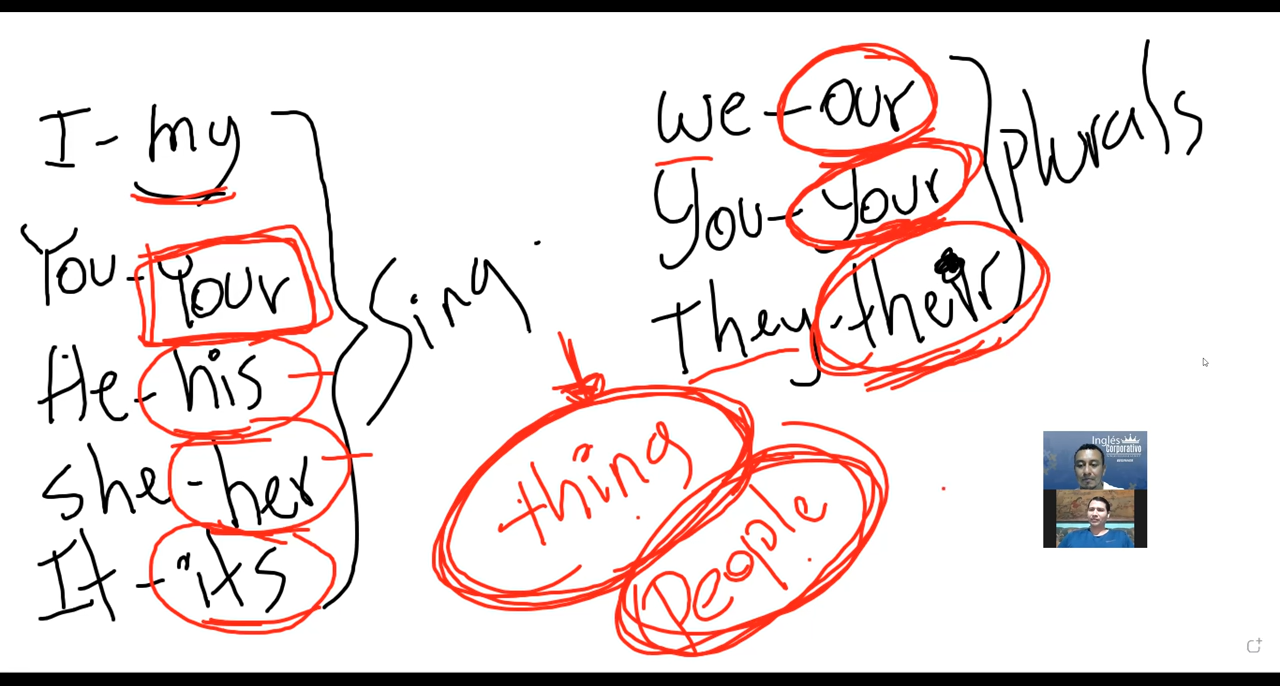 I - my
You - Your
He - his
She - her
It - its
Sing.
We - our
You - Your
They - their
plurals
thing
People
Inglés
Corporativo